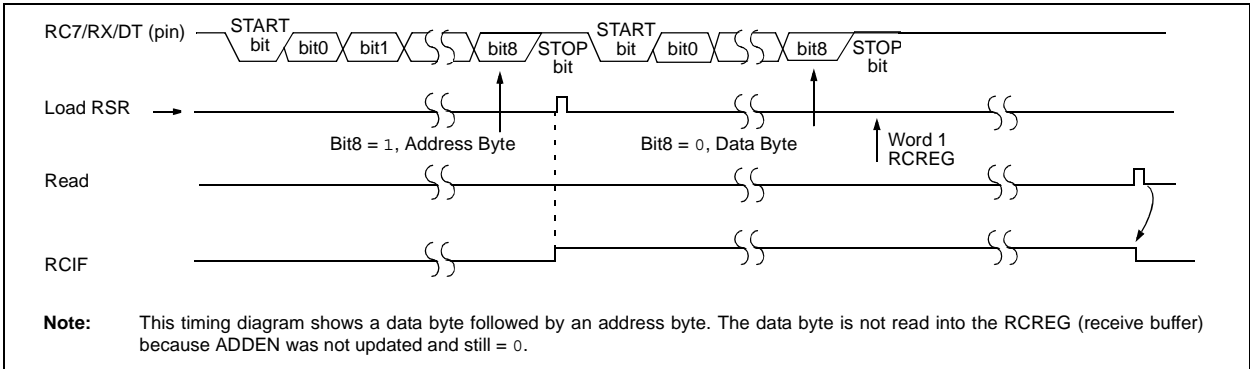 RC7/RX/DT (pin)
START
bit
bit0
bit1
bit8
STOP
bit
START
bit
bit0
bit8
STOP
bit
Load RSR
Bit8 = 1, Address Byte
Bit8 = 0, Data Byte
Word 1
RCREG
Read
RCIF
Note: This timing diagram shows a data byte followed by an address byte. The data byte is not read into the RCREG (receive buffer)
because ADDEN was not updated and still = 0.